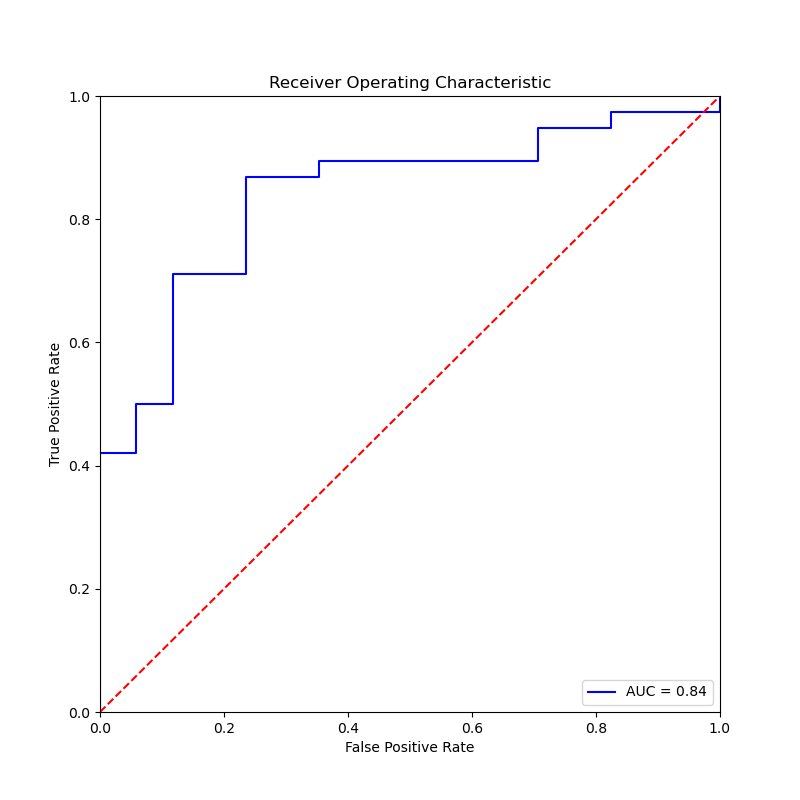 Receiver Operating Characteristic
1.0
0.8
0.6
0.4
0.2
0.0
True Positive Rate
AUC = 0.84
0.0 0.2 0.4 0.6 0.8 1.0
False Positive Rate